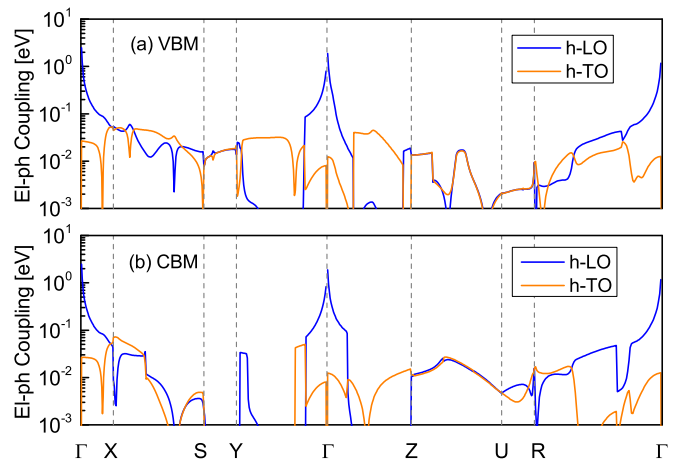 (a) VBM
h-LO
h-TO
El-ph Coupling [eV]
10^1
10^0
10^-1
10^-2
10^-3
(b) CBM
h-LO
h-TO
El-ph Coupling [eV]
10^1
10^0
10^-1
10^-2
10^-3
Γ X S Y Γ Z U R Γ